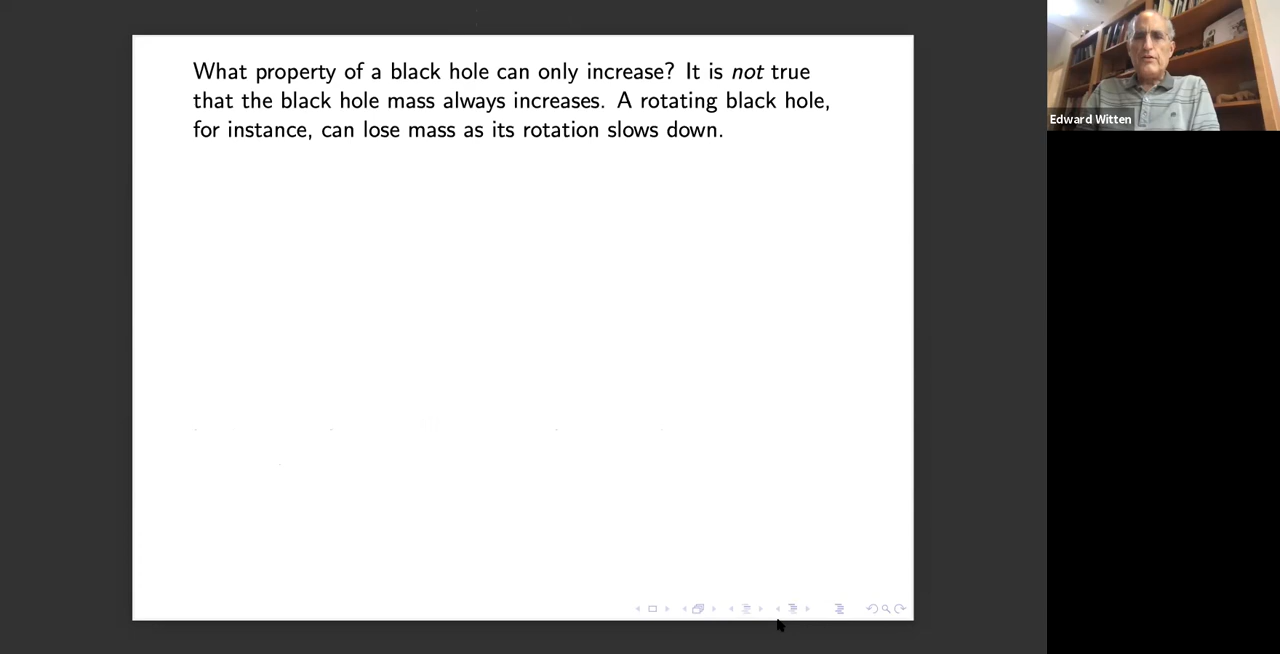 What property of a black hole can only increase? It is not true
that the black hole mass always increases. A rotating black hole,
for instance, can lose mass as its rotation slows down.
Edward Witten